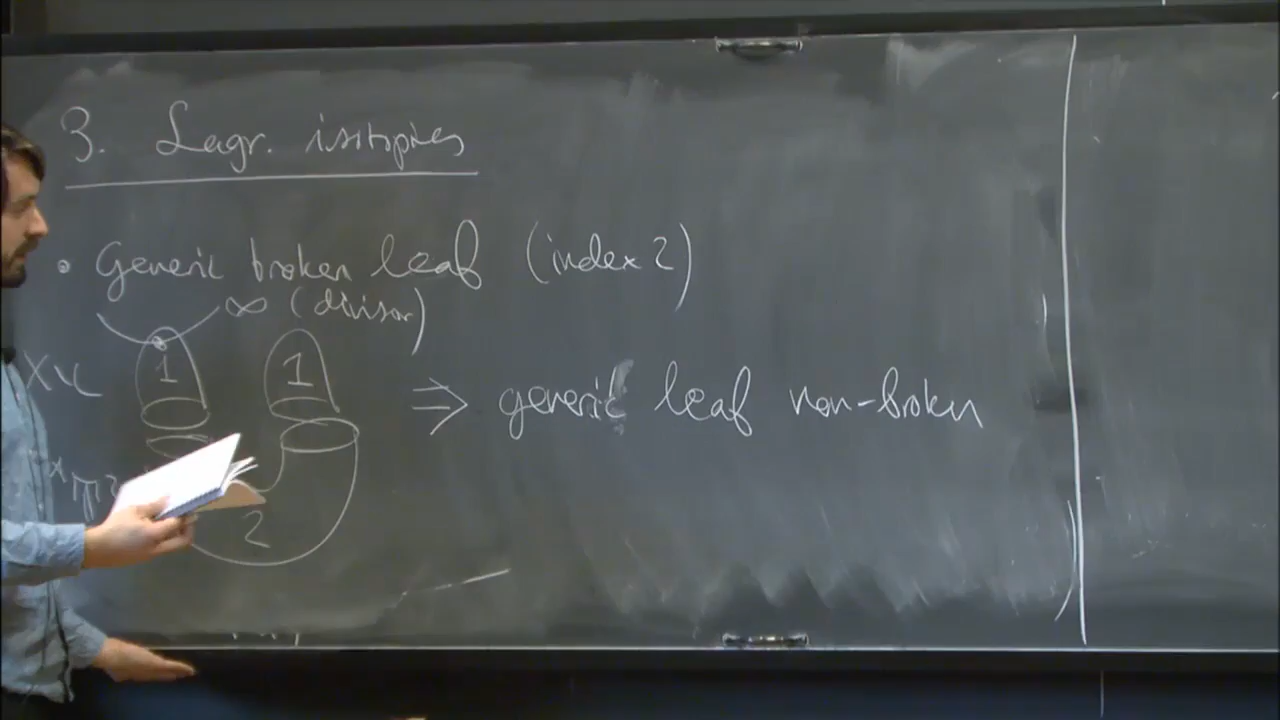 3. Lagr. isotopies
• Generic broken leaf (index 2)
∞ (divisor)
1 1
⇒ generic leaf non-broken
2